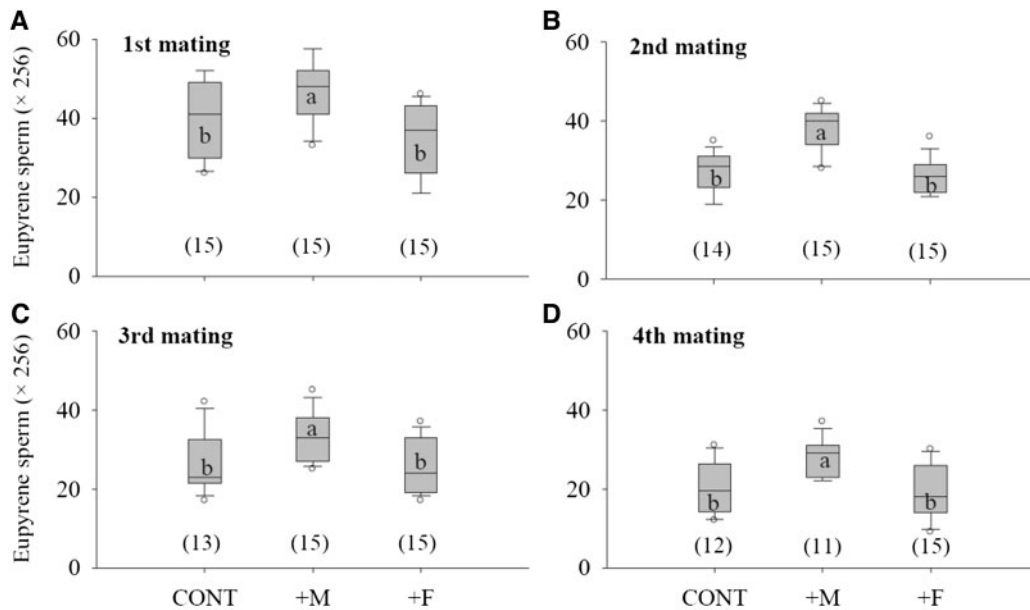 A
B
Eupyrene sperm (× 256)
60
40
20
0
1st mating
b
a
b
(15)
(15)
(15)
60
40
20
0
2nd mating
b
a
b
(14)
(15)
(15)
C
D
Eupyrene sperm (× 256)
60
40
20
0
3rd mating
b
a
b
(13)
(15)
(15)
CONT
+M
+F
60
40
20
0
4th mating
b
a
b
(12)
(11)
(15)
CONT
+M
+F